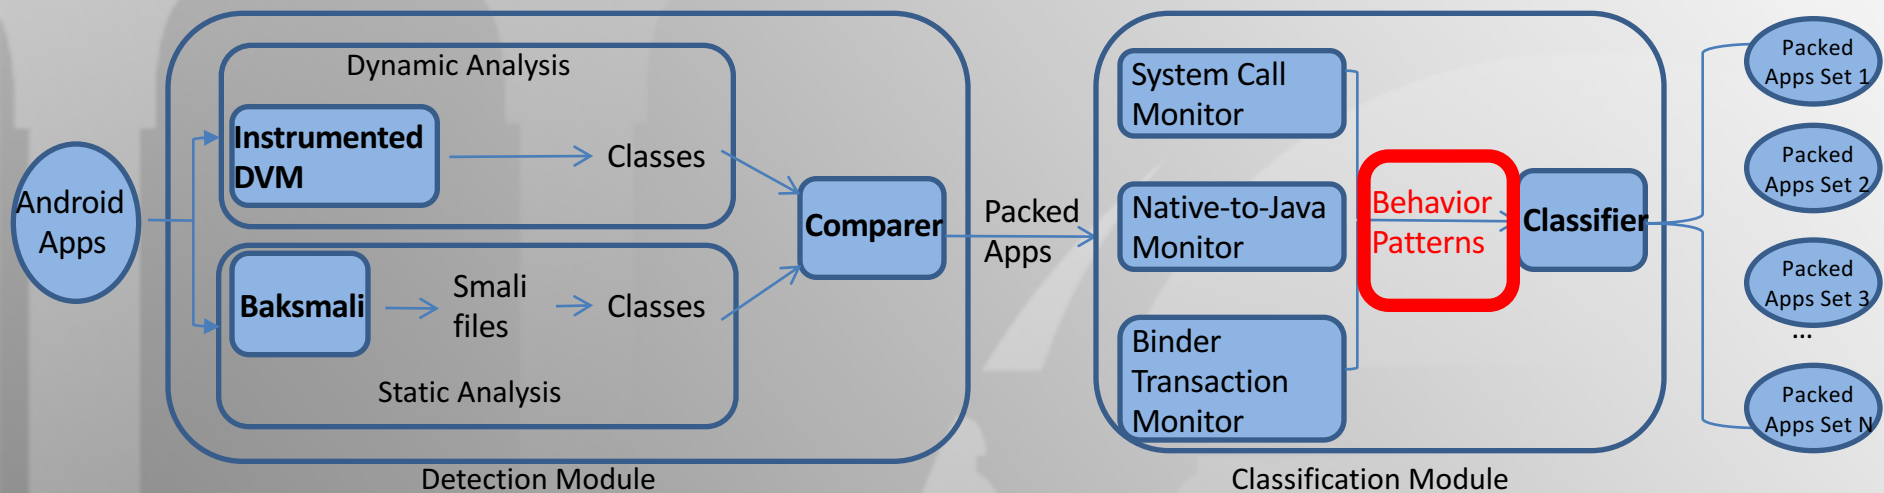 Android
Apps
Dynamic Analysis
Instrumented
DVM
Classes
Baksmali
Smali
files
Classes
Static Analysis
Comparer
Detection Module
Packed
Apps
System Call
Monitor
Native-to-Java
Monitor
Binder
Transaction
Monitor
Behavior
Patterns
Classifier
Classification Module
Packed
Apps Set 1
Packed
Apps Set 2
Packed
Apps Set 3
...
Packed
Apps Set N